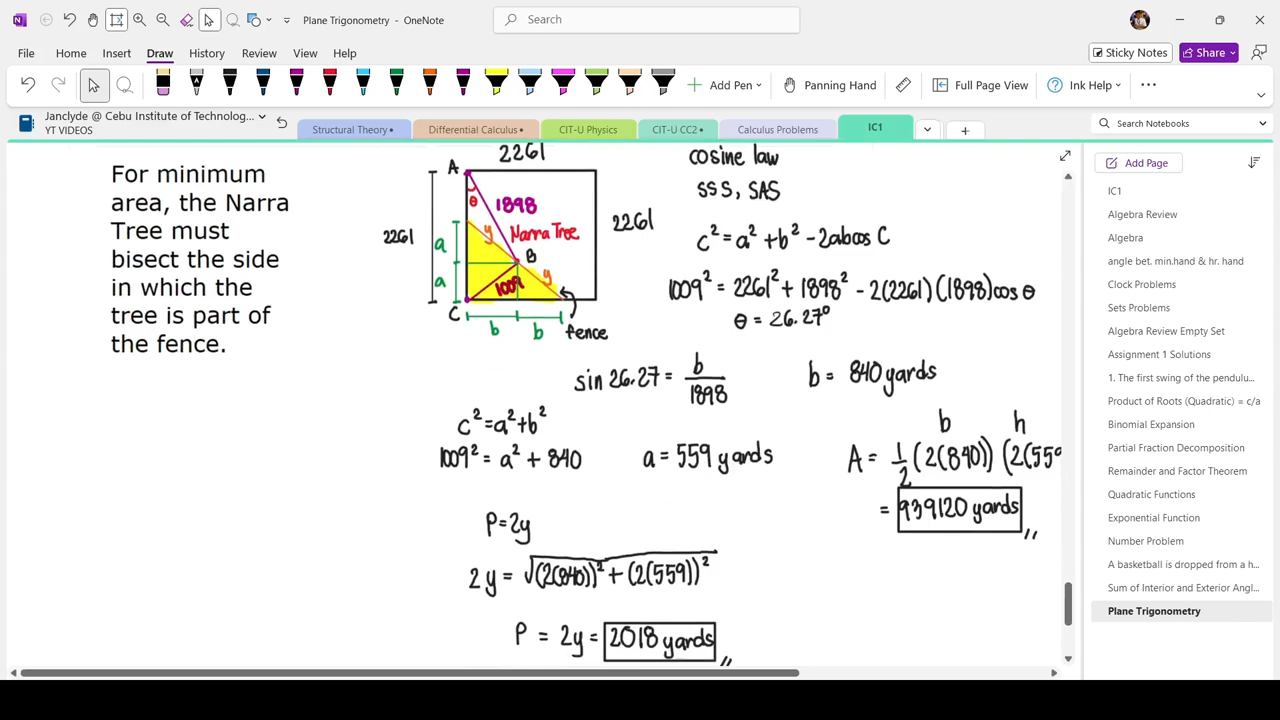 Plane Trigonometry - OneNote
Search
File Home Insert Draw History Review View Help
Sticky Notes
Share
Add Pen
Panning Hand
Full Page View
Ink Help
Janclyde @ Cebu Institute of Technolog...
YT VIDEOS
Structural Theory
Differential Calculus
CIT-U Physics
CIT-U CC2
Calculus Problems
IC1
Search Notebooks
For minimum
area, the Narra
Tree must
bisect the side
in which the
tree is part of
the fence.
2261
A
θ
1898
2261
2261
Narra Tree
y
a
B
a
y
1009
C
b b
fence
cosine law
SSS, SAS
c² = a² + b² - 2abcos C
1009² = 2261² + 1898² - 2(2261)(1898)cos θ
θ = 26.27°
sin 26.27 = b/1898
b = 840 yards
c² = a² + b²
1009² = a² + 840
a = 559 yards
b h
A = 1/2 (2(840)) (2(559
= 939120 yards
P = 2y
2y = √(2(840))² + (2(559))²
P = 2y = 2018 yards
Add Page
IC1
Algebra Review
Algebra
angle bet. min.hand & hr. hand
Clock Problems
Sets Problems
Algebra Review Empty Set
Assignment 1 Solutions
1. The first swing of the pendulu...
Product of Roots (Quadratic) = c/a
Binomial Expansion
Partial Fraction Decomposition
Remainder and Factor Theorem
Quadratic Functions
Exponential Function
Number Problem
A basketball is dropped from a h...
Sum of Interior and Exterior Angl...
Plane Trigonometry